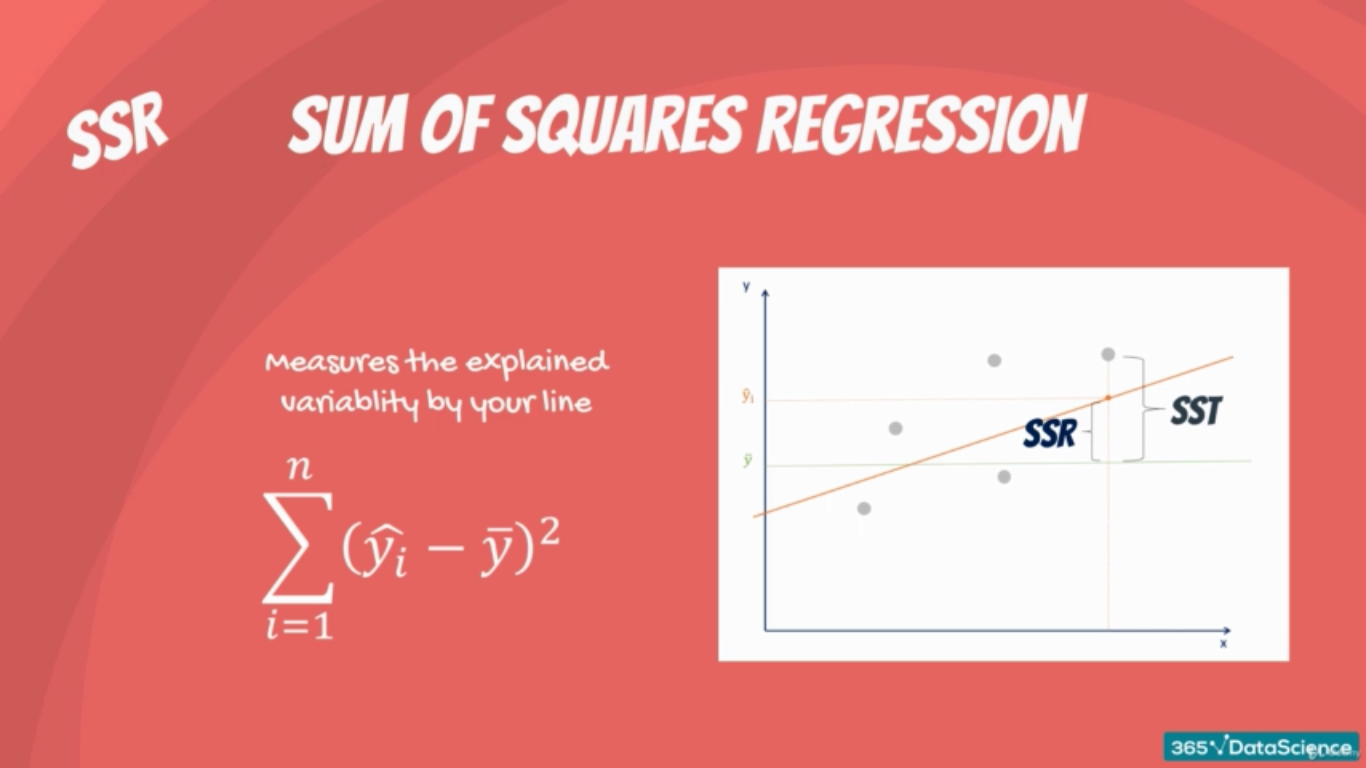 SSR SUM OF SQUARES REGRESSION
Measures the explained
variablity by your line
n
∑(ŷᵢ − ȳ)²
i=1
y
ŷᵢ
SSR
SST
ȳ
x
365 DataScience